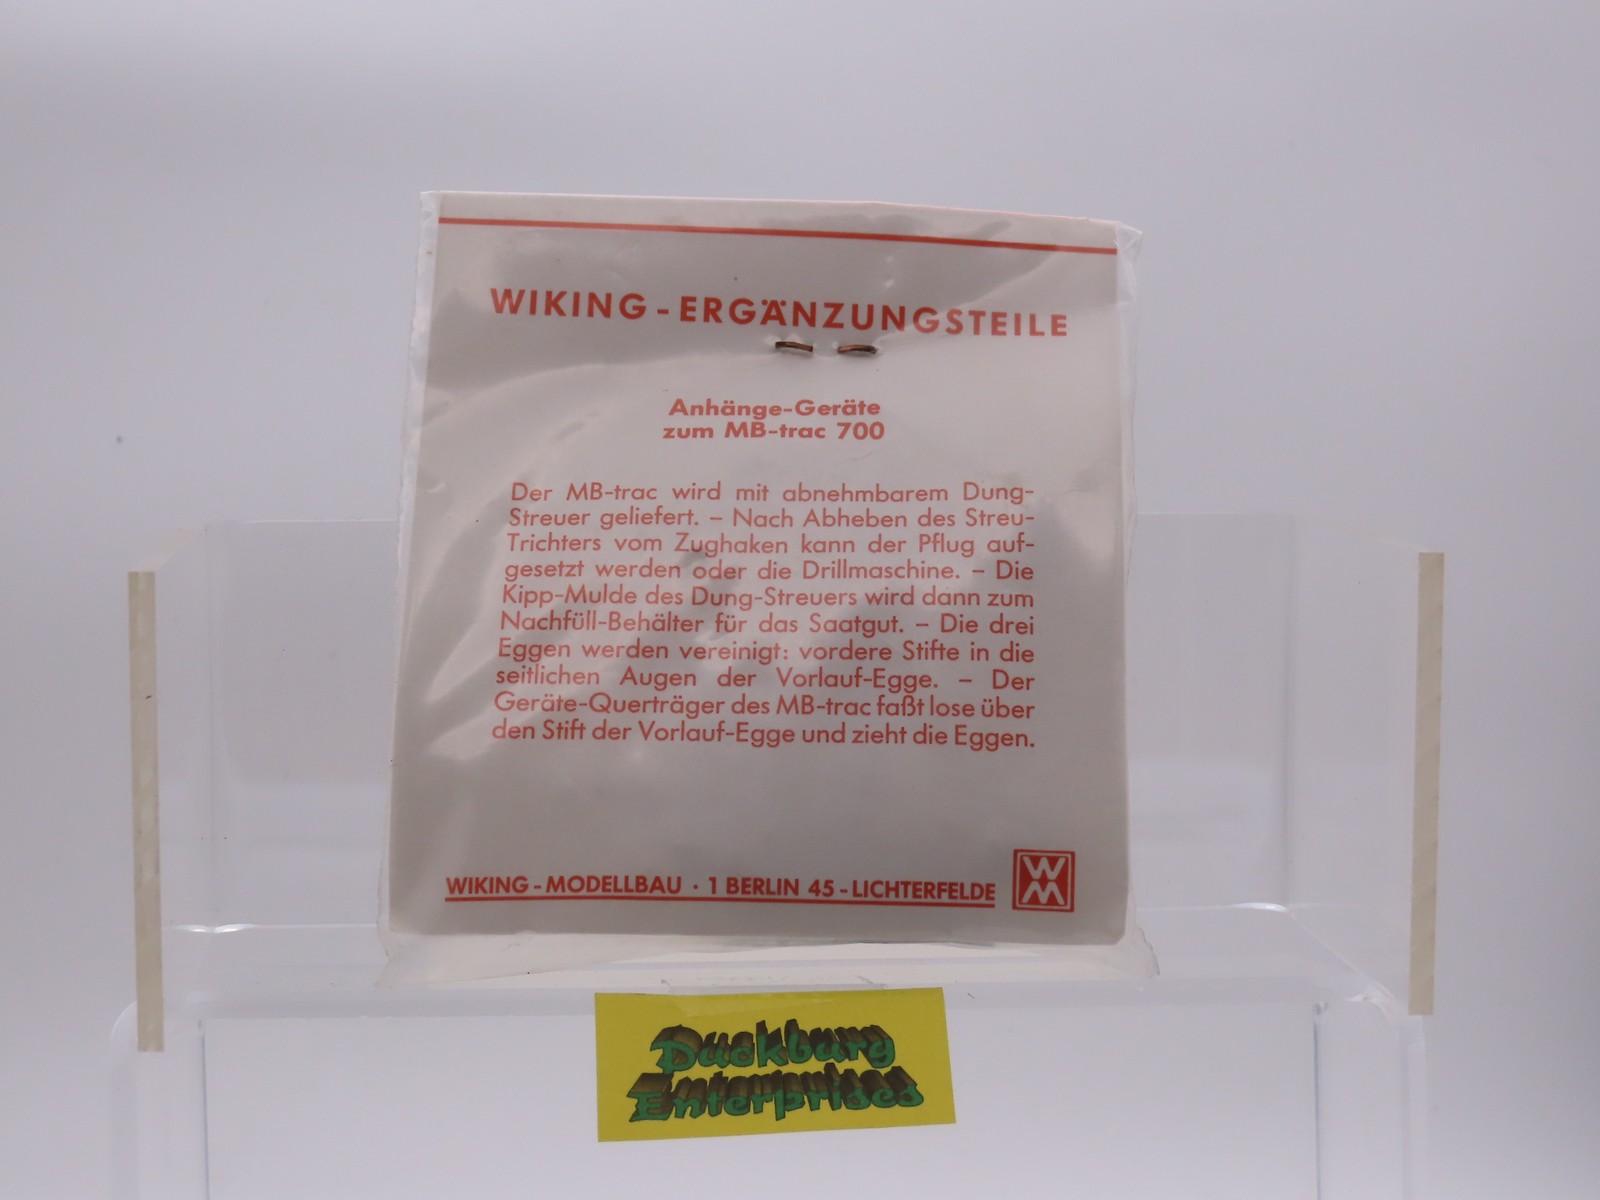 WIKING - ERGÄNZUNGSTEILE
Anhänge-Geräte
zum MB-trac 700
Der MB-trac wird mit abnehmbarem Dung-
Streuer geliefert. – Nach Abheben des Streu-
Trichters vom Zughaken kann der Pflug auf-
gesetzt werden oder die Drillmaschine. – Die
Kipp-Mulde des Dung-Streuers wird dann zum
Nachfüll-Behälter für das Saatgut. – Die drei
Eggen werden vereinigt: vordere Stifte in die
seitlichen Augen der Vorlauf-Egge. – Der
Geräte-Querträger des MB-trac faßt lose über
den Stift der Vorlauf-Egge und zieht die Eggen.
WIKING - MODELLBAU · 1 BERLIN 45 - LICHTERFELDE
WM
Duckburg
Enterprises